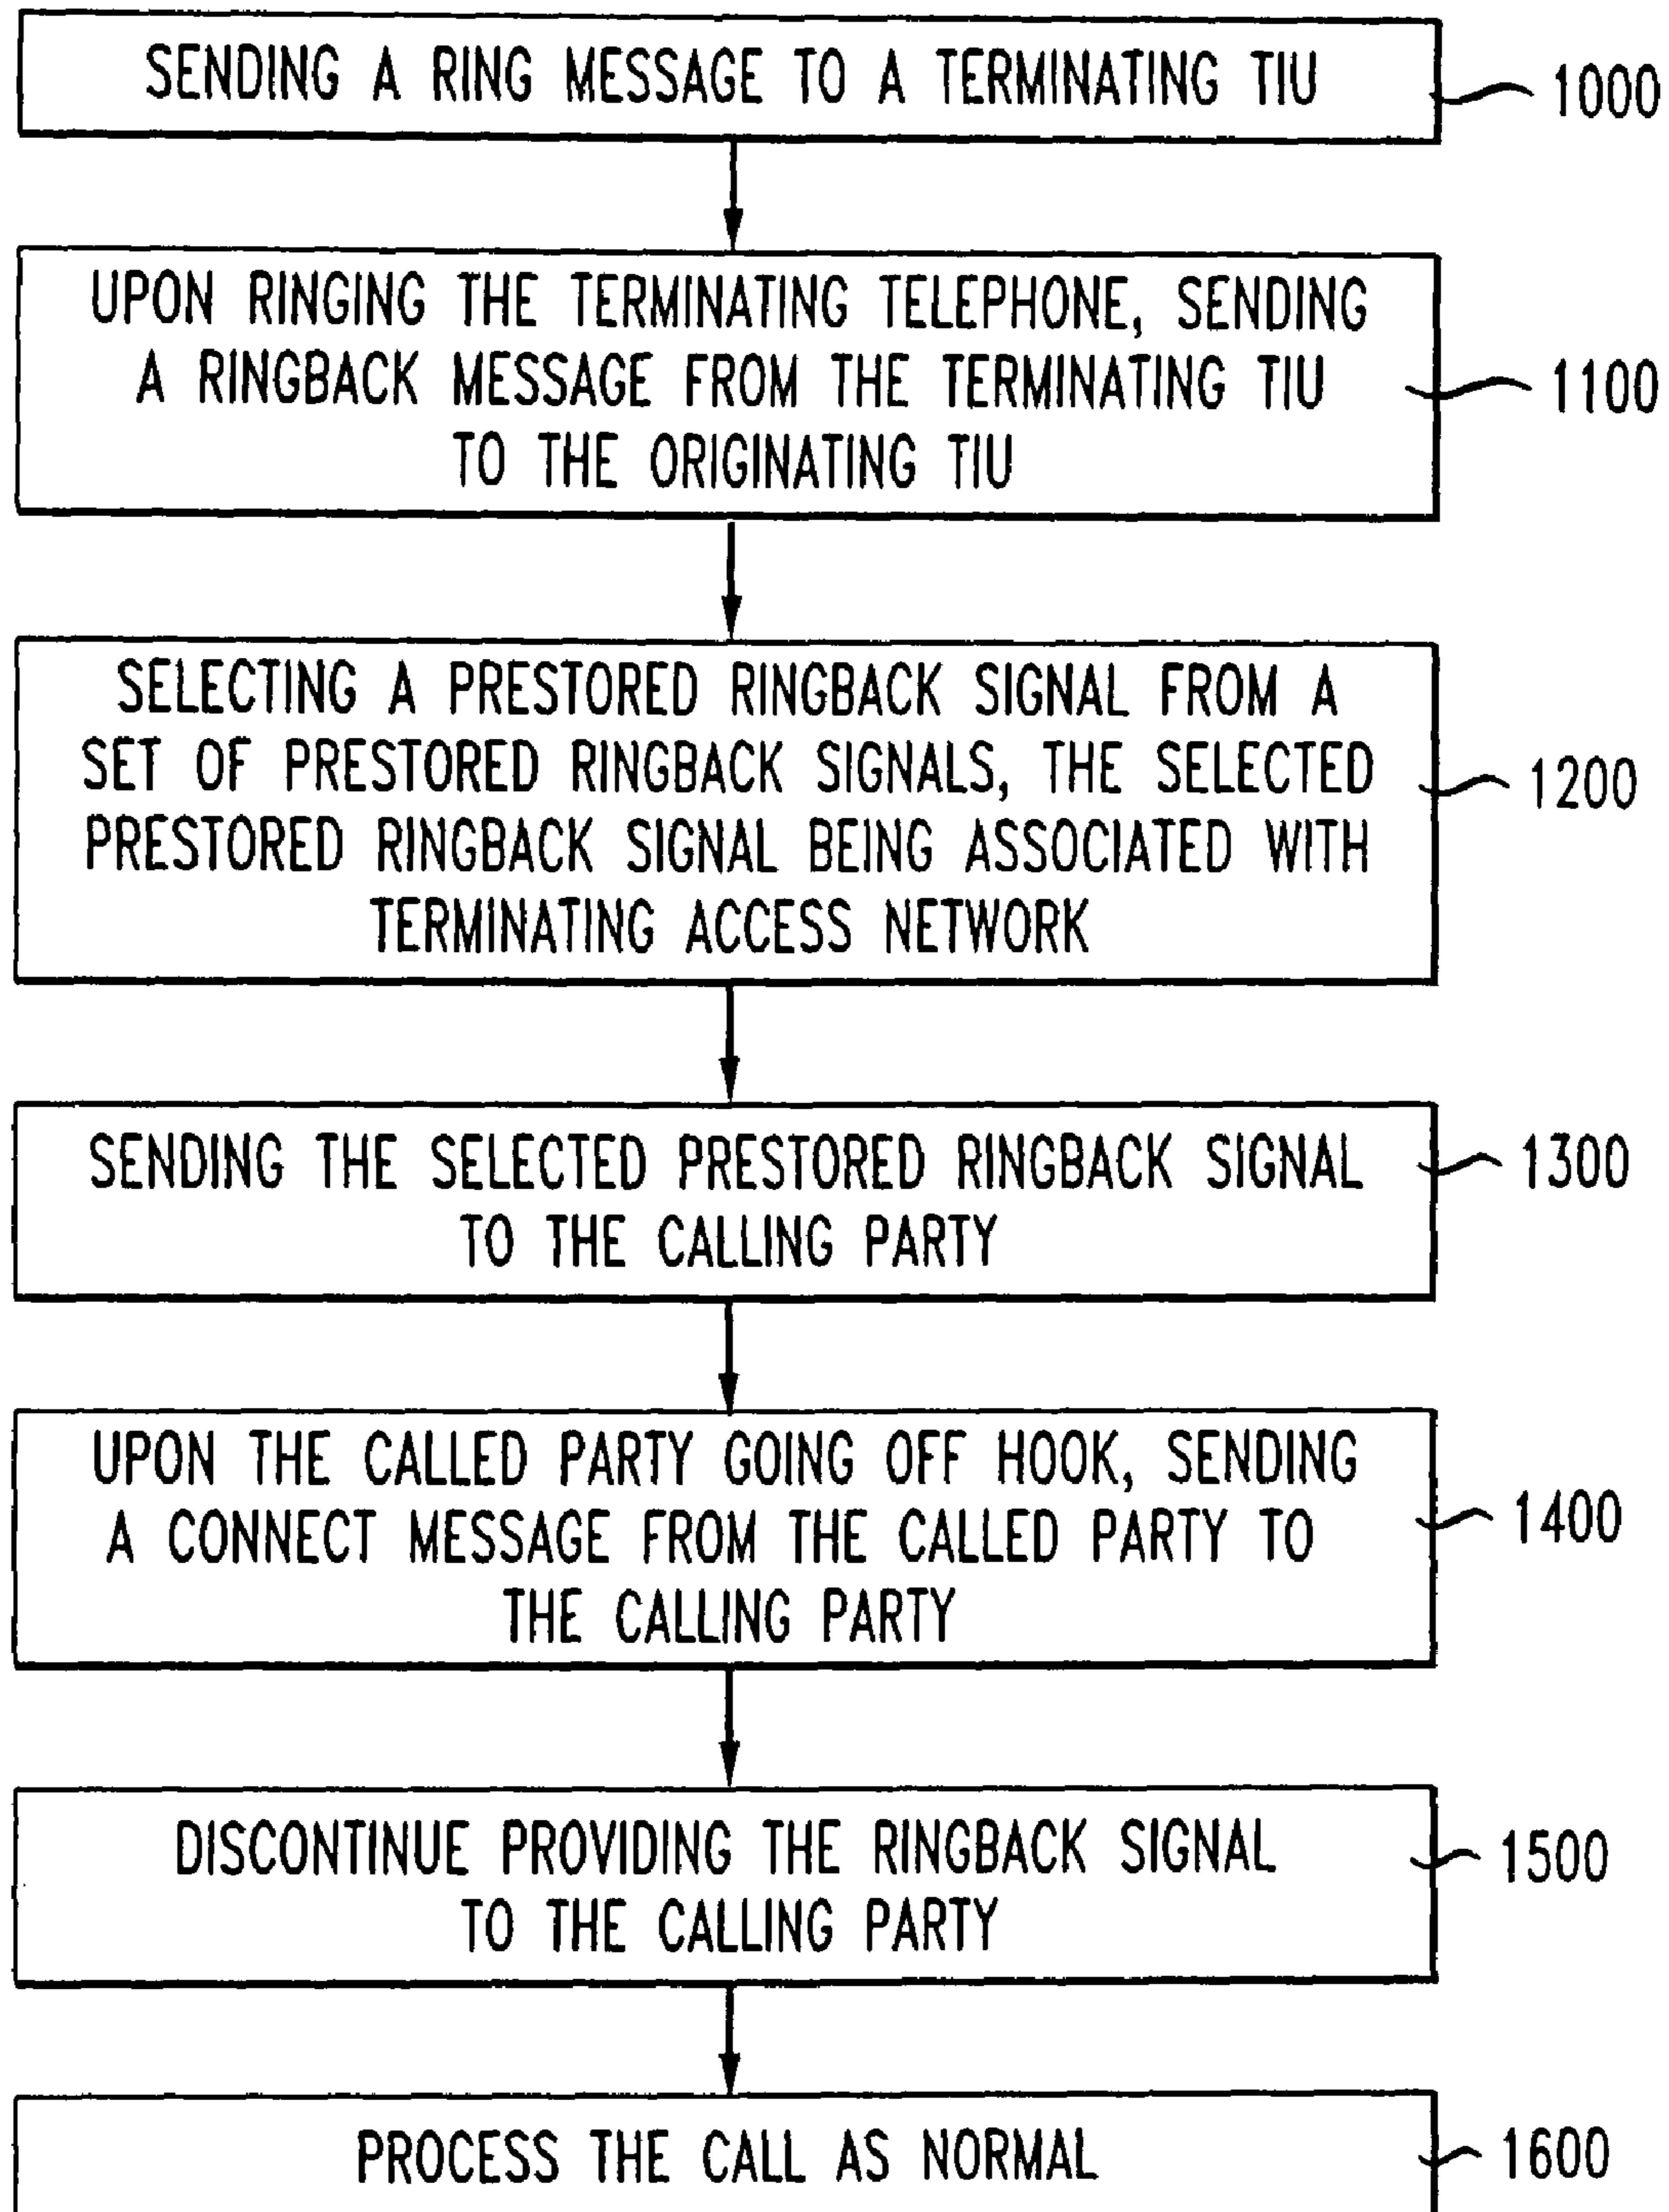 SENDING A RING MESSAGE TO A TERMINATING TIU
1000
UPON RINGING THE TERMINATING TELEPHONE, SENDING
A RINGBACK MESSAGE FROM THE TERMINATING TIU
TO THE ORIGINATING TIU
1100
SELECTING A PRESTORED RINGBACK SIGNAL FROM A
SET OF PRESTORED RINGBACK SIGNALS, THE SELECTED
PRESTORED RINGBACK SIGNAL BEING ASSOCIATED WITH
TERMINATING ACCESS NETWORK
1200
SENDING THE SELECTED PRESTORED RINGBACK SIGNAL
TO THE CALLING PARTY
1300
UPON THE CALLED PARTY GOING OFF HOOK, SENDING
A CONNECT MESSAGE FROM THE CALLED PARTY TO
THE CALLING PARTY
1400
DISCONTINUE PROVIDING THE RINGBACK SIGNAL
TO THE CALLING PARTY
1500
PROCESS THE CALL AS NORMAL
1600